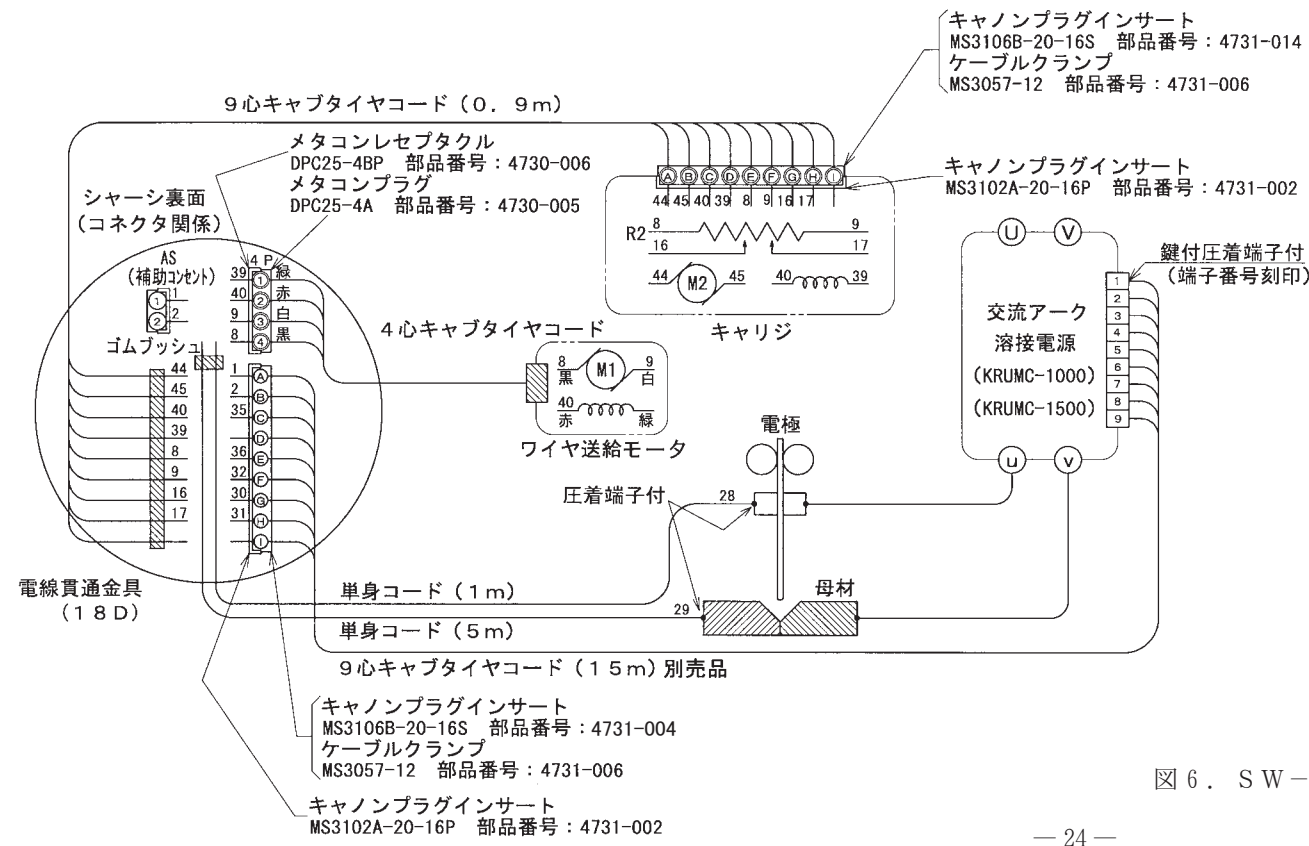 キャノンプラグインサート
MS3106B-20-16S 部品番号：4731-014
ケーブルクランプ
MS3057-12 部品番号：4731-006
9心キャブタイヤコード（0．9m）
メタコンレセプタクル
DPC25-4BP 部品番号：4730-006
メタコンプラグ
DPC25-4A 部品番号：4730-005
キャノンプラグインサート
MS3102A-20-16P 部品番号：4731-002
A B C D E F G H I
44 45 40 39 8 9 16 17
R2 8 9
16 17
44 M2 45 40 39
キャリジ
シャーシ裏面
（コネクタ関係）
AS
（補助コンセント）
1 1
2 2
4P
39 1 緑
40 2 赤
9 3 白
8 4 黒
ゴムブッシュ
44
45
40
39
8
9
16
17
1 A
2 B
35 C
D
36 E
32 F
30 G
31 H
I
4心キャブタイヤコード
8 M1 9
黒 白
40
赤 緑
ワイヤ送給モータ
U V
鍵付圧着端子付
（端子番号刻印）
交流アーク
溶接電源
（KRUMC-1000）
（KRUMC-1500）
1
2
3
4
5
6
7
8
9
u v
電極
圧着端子付
28
29
母材
電線貫通金具
（18D）
単身コード（1m）
単身コード（5m）
9心キャブタイヤコード（15m）別売品
キャノンプラグインサート
MS3106B-20-16S 部品番号：4731-004
ケーブルクランプ
MS3057-12 部品番号：4731-006
キャノンプラグインサート
MS3102A-20-16P 部品番号：4731-002
図6．SW－
— 24 —